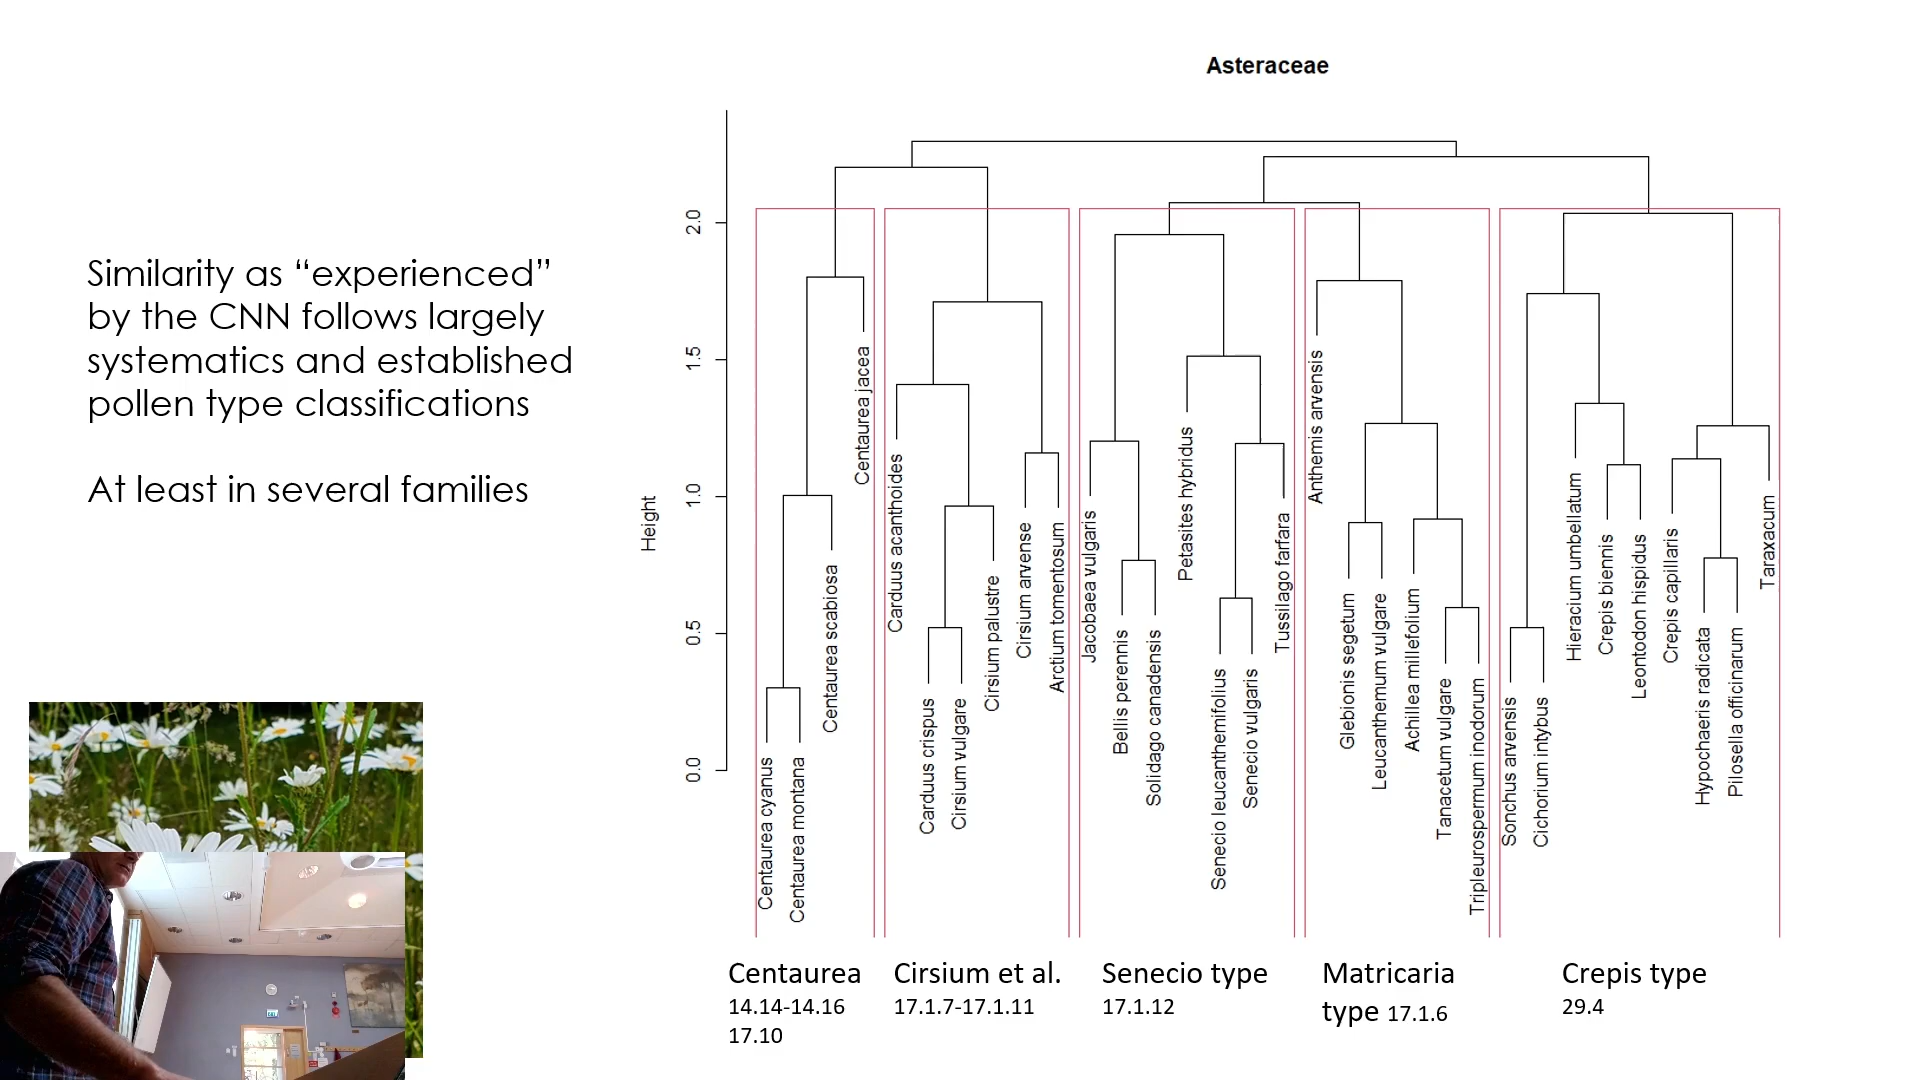 Asteraceae
Similarity as “experienced”
by the CNN follows largely
systematics and established
pollen type classifications
At least in several families
Height
2.0
1.5
1.0
0.5
0.0
Centaurea cyanus
Centaurea montana
Centaurea scabiosa
Centaurea jacea
Carduus acanthoides
Carduus crispus
Cirsium vulgare
Cirsium palustre
Cirsium arvense
Arctium tomentosum
Jacobaea vulgaris
Bellis perennis
Solidago canadensis
Petasites hybridus
Senecio leucanthemifolius
Senecio vulgaris
Tussilago farfara
Anthemis arvensis
Glebionis segetum
Leucanthemum vulgare
Achillea millefolium
Tanacetum vulgare
Tripleurospermum inodorum
Sonchus arvensis
Cichorium intybus
Hieracium umbellatum
Crepis biennis
Leontodon hispidus
Crepis capillaris
Hypochaeris radicata
Pilosella officinarum
Taraxacum
Centaurea
14.14-14.16
17.10
Cirsium et al.
17.1.7-17.1.11
Senecio type
17.1.12
Matricaria
type 17.1.6
Crepis type
29.4